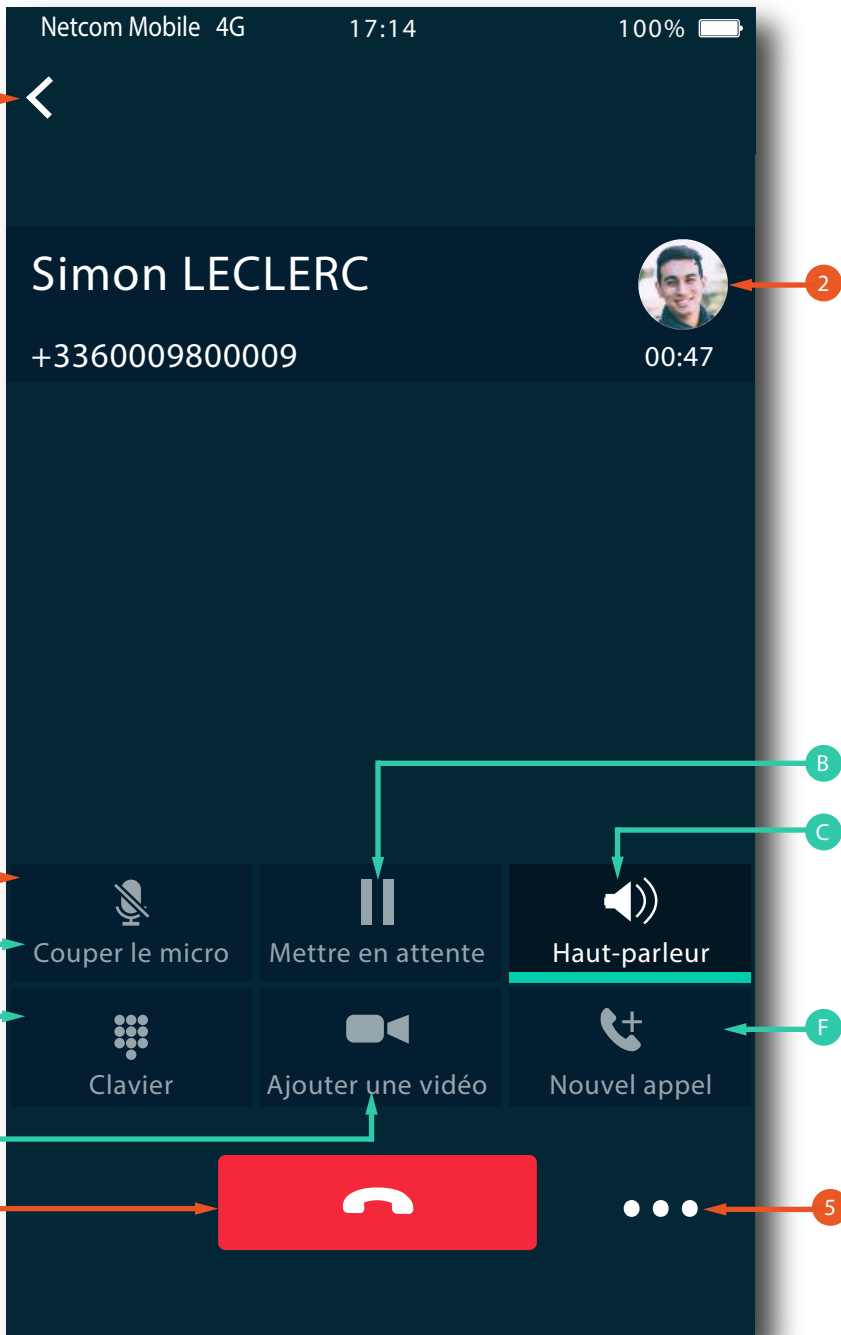 Netcom Mobile 4G 17:14 100%
Simon LECLERC
2
+3360009800009 00:47
B
C
Couper le micro Mettre en attente Haut-parleur
F
Clavier Ajouter une vidéo Nouvel appel
5